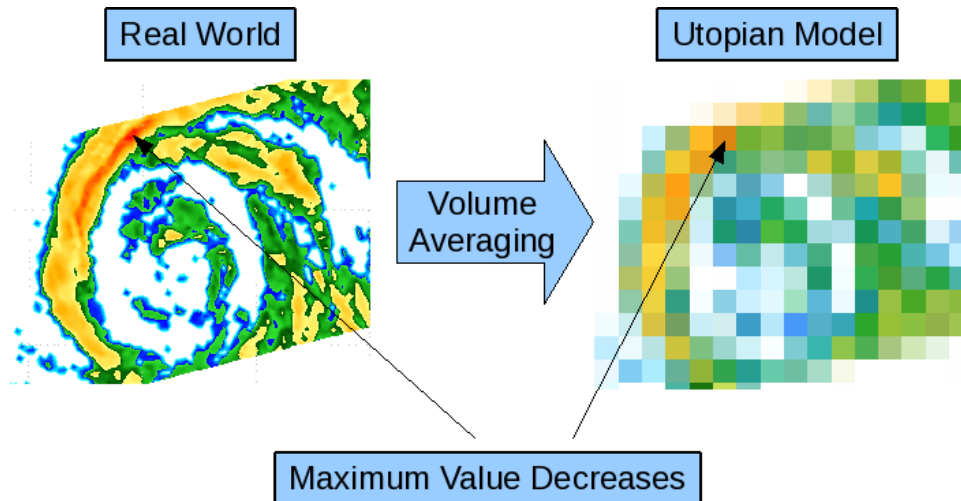 Real World
Utopian Model
Volume
Averaging
Maximum Value Decreases